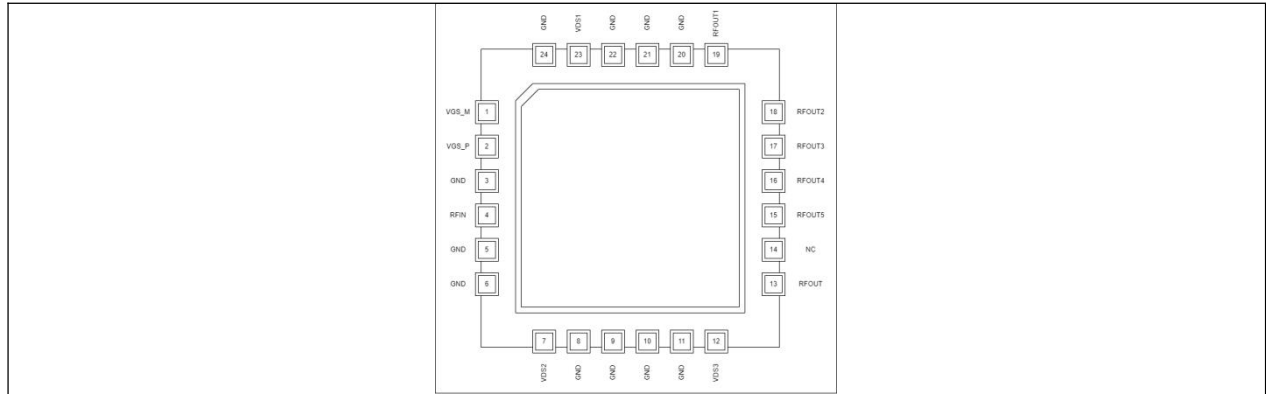 GND VDS1 GND GND GND RFOUT1
24 23 22 21 20 19
VGS_M 1 18 RFOUT2
VGS_P 2 17 RFOUT3
GND 3 16 RFOUT4
RFIN 4 15 RFOUT5
GND 5 14 NC
GND 6 13 RFOUT
7 8 9 10 11 12
VDS2 GND GND GND GND VDS3